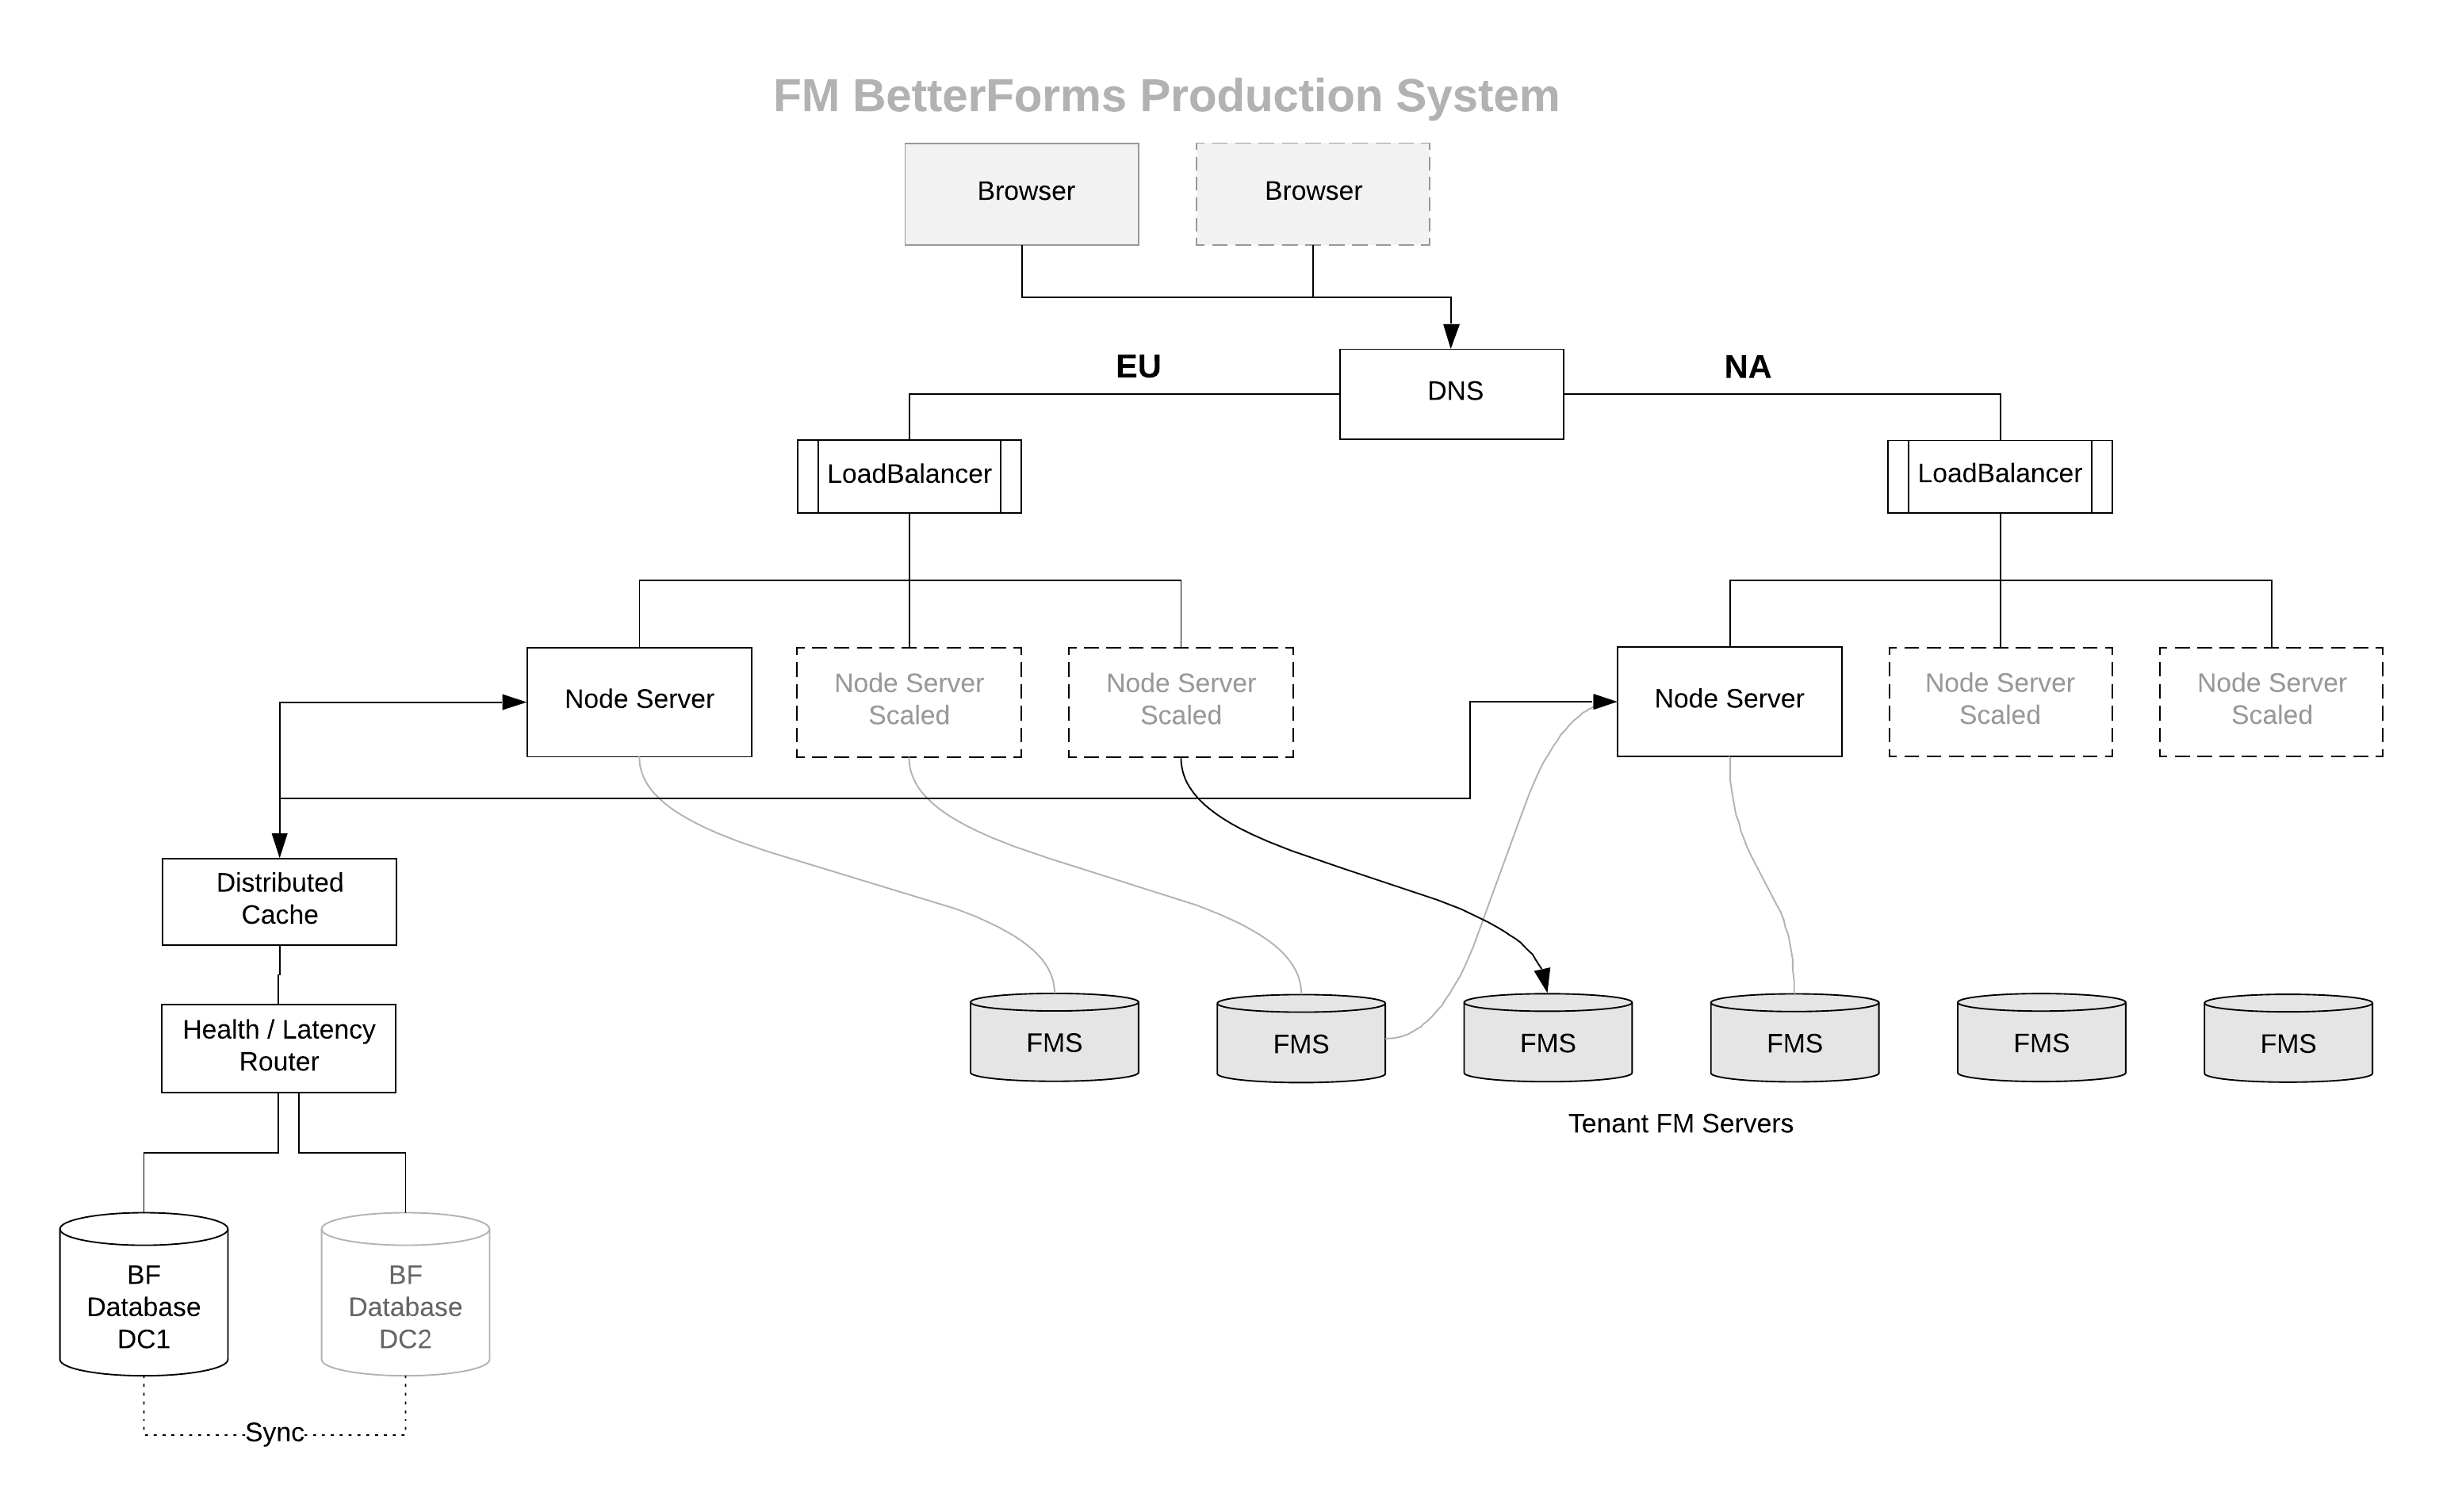 FM BetterForms Production System
Browser
Browser
EU
NA
DNS
LoadBalancer
LoadBalancer
Node Server
Node Server
Scaled
Node Server
Scaled
Node Server
Node Server
Scaled
Node Server
Scaled
Distributed
Cache
Health / Latency
Router
FMS
FMS
FMS
FMS
FMS
FMS
Tenant FM Servers
BF
Database
DC1
BF
Database
DC2
Sync